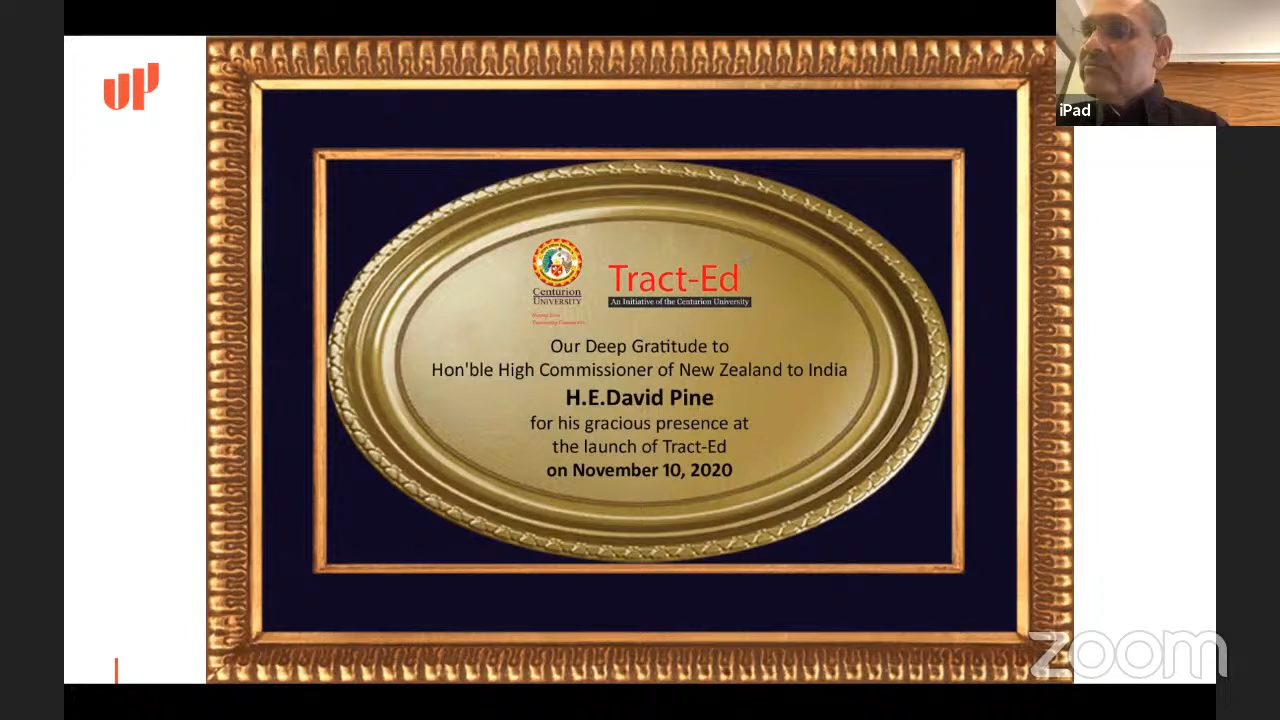 UP
iPad
Centurion
UNIVERSITY
Tract-Ed
An Initiative of the Centurion University
Our Deep Gratitude to
Hon'ble High Commissioner of New Zealand to India
H.E.David Pine
for his gracious presence at
the launch of Tract-Ed
on November 10, 2020
zoom